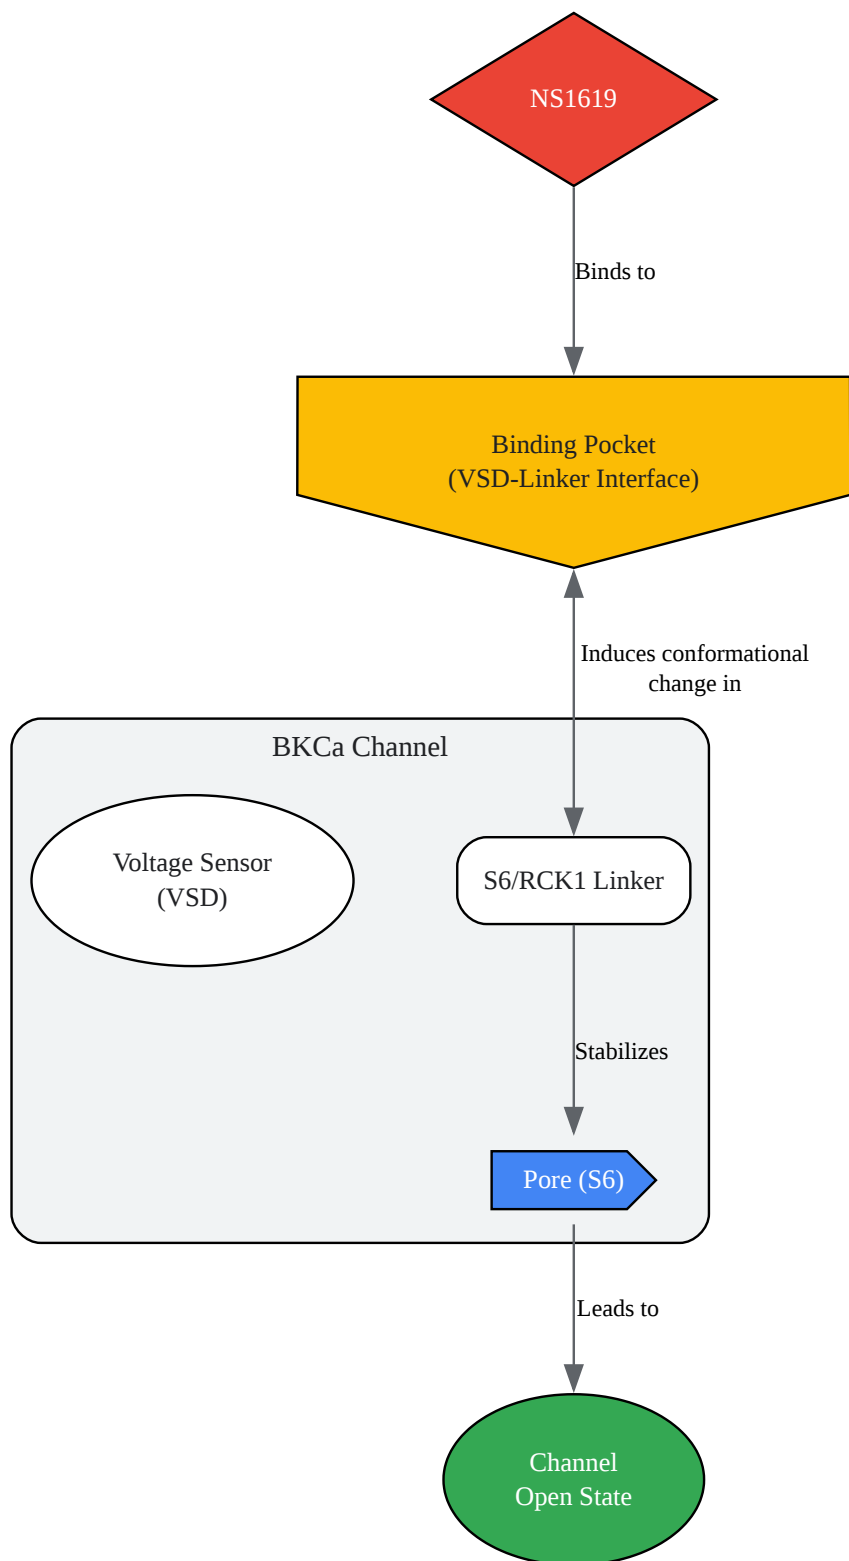 NS1619
Binds to
Binding Pocket
(VSD-Linker Interface)
Induces conformational
change in
BKCa Channel
Voltage Sensor
(VSD)
S6/RCK1 Linker
Stabilizes
Pore (S6)
Leads to
Channel
Open State